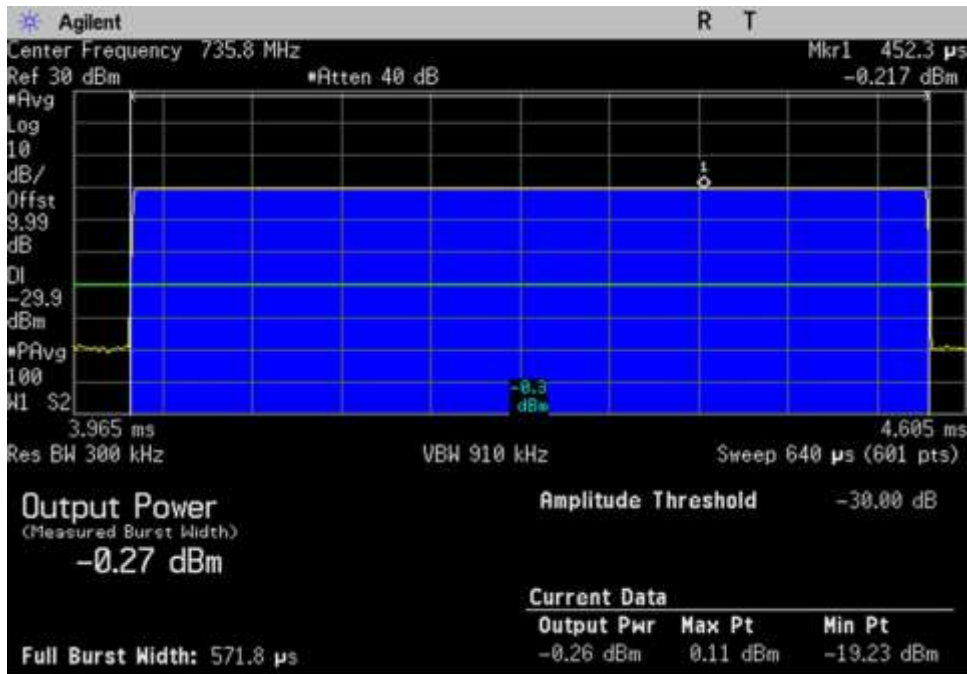 Agilent R T
Center Frequency 735.8 MHz Mkr1 452.3 µs
Ref 30 dBm *Atten 40 dB -0.217 dBm
*Avg
Log
10
dB/
Offst
9.99
dB
DI
-29.9
dBm
*PAvg
100
W1 S2
1
-0.3
dBm
3.965 ms 4.605 ms
Res BW 300 kHz VBW 910 kHz Sweep 640 µs (601 pts)
Output Power Amplitude Threshold -30.00 dB
(Measured Burst Width)
-0.27 dBm
Current Data
Output Pwr Max Pt Min Pt
Full Burst Width: 571.8 µs -0.26 dBm 0.11 dBm -19.23 dBm